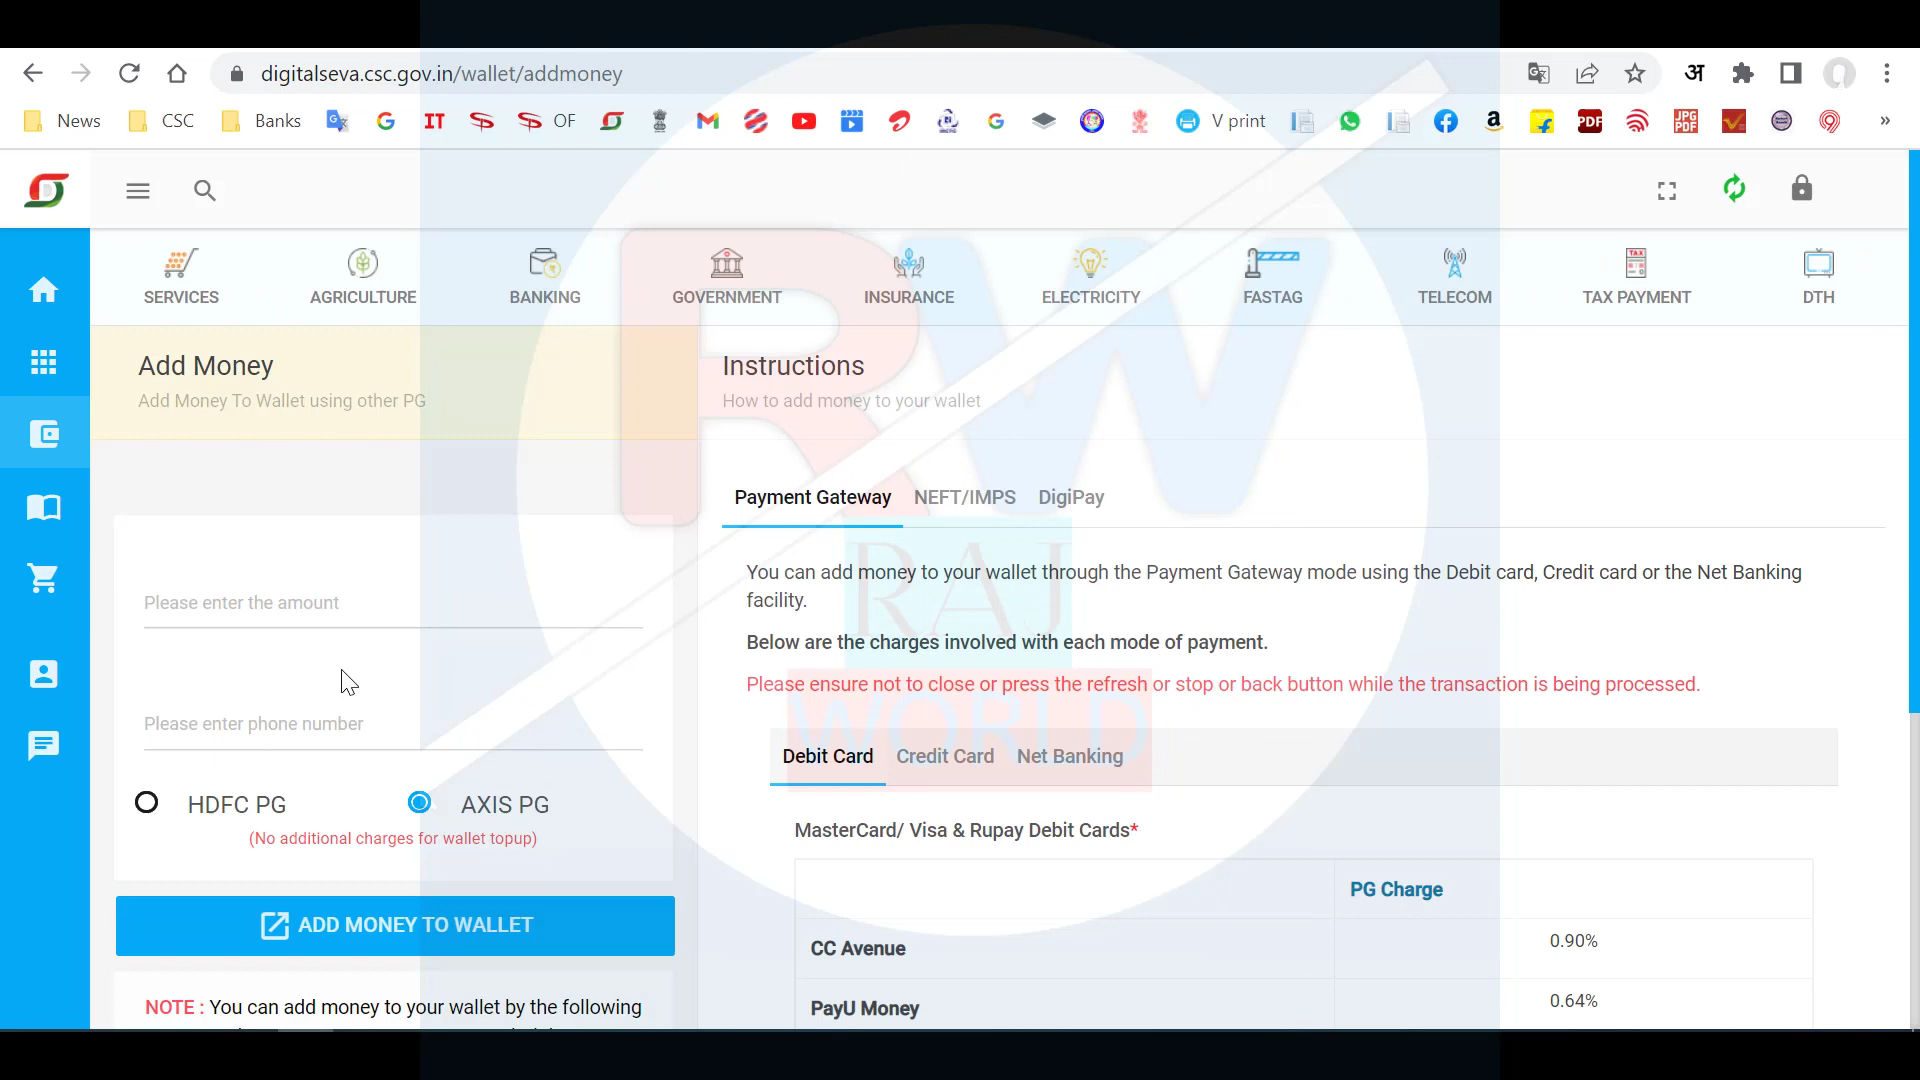 digitalseva.csc.gov.in/wallet/addmoney
अ
News CSC Banks IT OF V print PDF JPG PDF »
SERVICES AGRICULTURE BANKING GOVERNMENT INSURANCE ELECTRICITY FASTAG TELECOM TAX PAYMENT DTH
Add Money
Add Money To Wallet using other PG
Instructions
How to add money to your wallet
RW
RAJ
WORLD
Payment Gateway NEFT/IMPS DigiPay
You can add money to your wallet through the Payment Gateway mode using the Debit card, Credit card or the Net Banking
facility.
Below are the charges involved with each mode of payment.
Please ensure not to close or press the refresh or stop or back button while the transaction is being processed.
Please enter the amount
Please enter phone number
HDFC PG AXIS PG
(No additional charges for wallet topup)
ADD MONEY TO WALLET
NOTE : You can add money to your wallet by the following
Debit Card Credit Card Net Banking
MasterCard/ Visa & Rupay Debit Cards*
PG Charge
CC Avenue 0.90%
PayU Money 0.64%